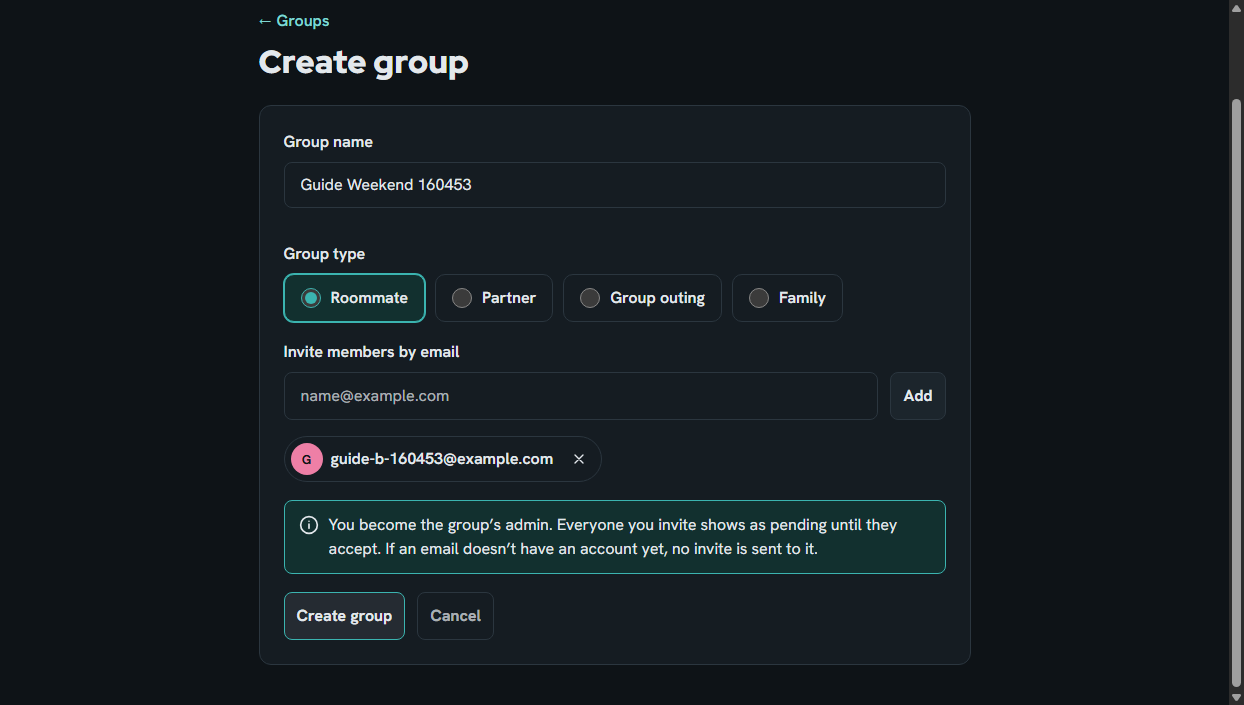 ← Groups
Create group
Group name
Guide Weekend 160453
Group type
Roommate Partner Group outing Family
Invite members by email
name@example.com Add
G guide-b-160453@example.com ×
You become the group’s admin. Everyone you invite shows as pending until they
accept. If an email doesn’t have an account yet, no invite is sent to it.
Create group Cancel